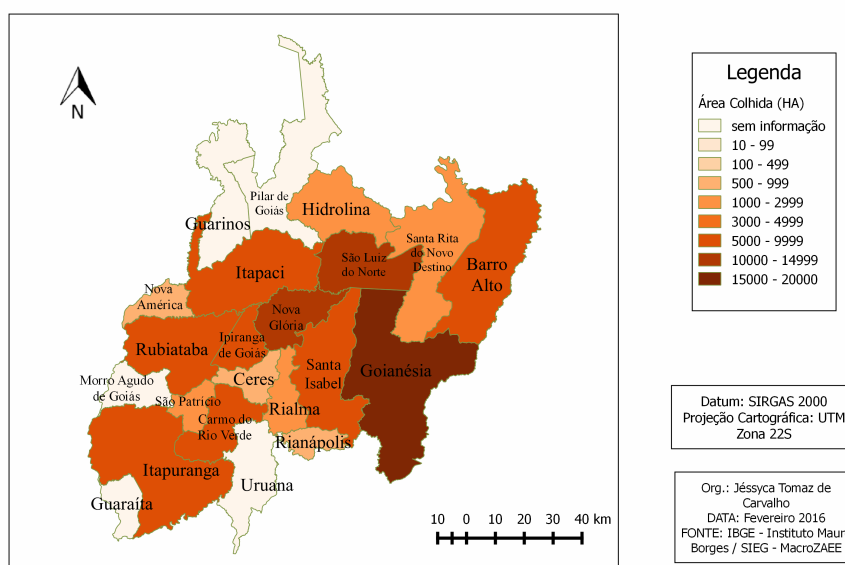 N
Pilar de
Goiás
Guarinos
Hidrolina
Santa Rita
do Novo
Destino
São Luiz
do Norte
Barro
Alto
Itapaci
Nova
América
Nova
Glória
Rubiataba
Ipiranga
de Goiás
Santa
Isabel
Goianésia
Morro Agudo
de Goiás
Ceres
São Patricio
Rialma
Carmo do
Rio Verde
Rianápolis
Itapuranga
Uruana
Guaraíta
10 0 10 20 30 40 km
Legenda
Área Colhida (HA)
sem informação
10 - 99
100 - 499
500 - 999
1000 - 2999
3000 - 4999
5000 - 9999
10000 - 14999
15000 - 20000
Datum: SIRGAS 2000
Projeção Cartográfica: UTM
Zona 22S
Org.: Jéssyca Tomaz de
Carvalho
DATA: Fevereiro 2016
FONTE: IBGE - Instituto Maur
Borges / SIEG - MacroZAEE